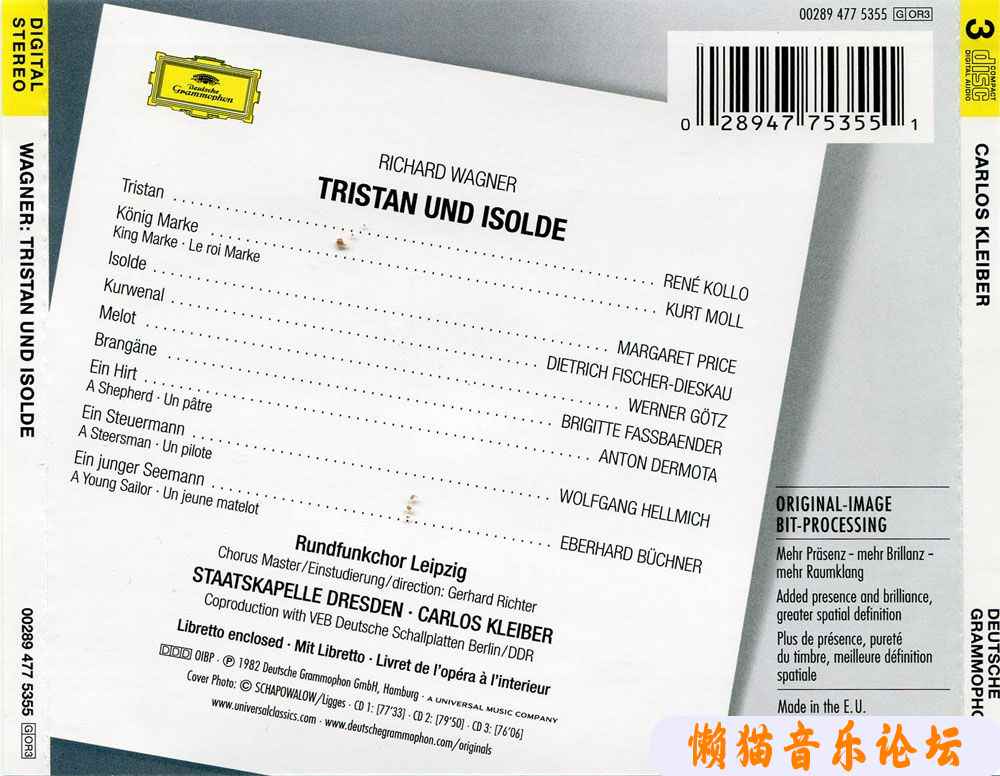 DIGITAL
STEREO
WAGNER: TRISTAN UND ISOLDE
00289 477 5355 G OR3
00289 477 5355 G OR3
0 28947 75355 1
3
disc
COMPACT
DIGITAL AUDIO
CARLOS KLEIBER
DEUTSCHE
GRAMMOPHO
Deutsche
Grammophon
RICHARD WAGNER
TRISTAN UND ISOLDE
Tristan RENÉ KOLLO
König Marke KURT MOLL
King Marke · Le roi Marke
Isolde MARGARET PRICE
Kurwenal DIETRICH FISCHER-DIESKAU
Melot WERNER GÖTZ
Brangäne BRIGITTE FASSBAENDER
Ein Hirt ANTON DERMOTA
A Shepherd · Un pâtre
Ein Steuermann WOLFGANG HELLMICH
A Steersman · Un pilote
Ein junger Seemann EBERHARD BÜCHNER
A Young Sailor · Un jeune matelot
Rundfunkchor Leipzig
Chorus Master/Einstudierung/direction: Gerhard Richter
STAATSKAPELLE DRESDEN · CARLOS KLEIBER
Coproduction with VEB Deutsche Schallplatten Berlin/DDR
Libretto enclosed · Mit Libretto · Livret de l'opéra à l'interieur
DDD OIBP · ℗ 1982 Deutsche Grammophon GmbH, Hamburg · A UNIVERSAL MUSIC COMPANY
Cover Photo: © SCHAPOWALOW/Ligges · CD 1: [77'33] CD 2: [79'50] CD 3: [76'06]
www.universalclassics.com · www.deutschegrammophon.com/originals
ORIGINAL-IMAGE
BIT-PROCESSING
Mehr Präsenz – mehr Brillanz –
mehr Raumklang
Added presence and brilliance,
greater spatial definition
Plus de présence, pureté
du timbre, meilleure définition
spatiale
Made in the E.U.
懒猫音乐论坛